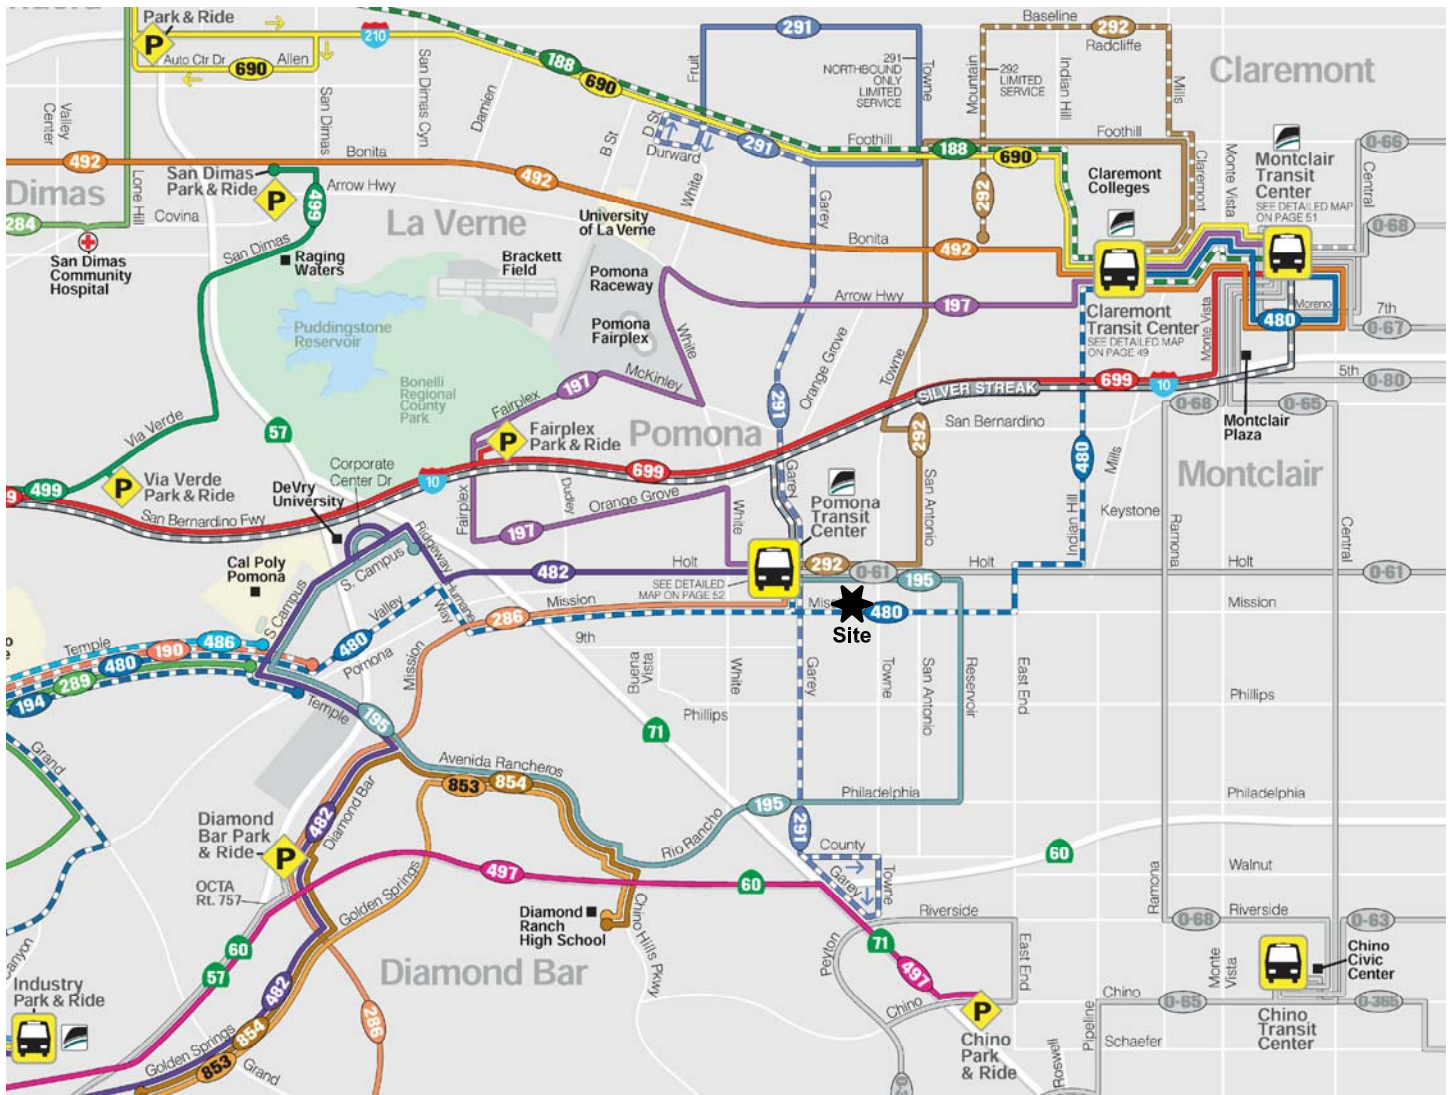 Park & Ride
P
Auto Ctr Dr
690
Allen
210
188
690
291
Fruit
291
NORTHBOUND
ONLY
LIMITED
SERVICE
Towne
Baseline
292
Radcliffe
Mountain
292
LIMITED
SERVICE
Indian Hill
Mills
Claremont
Valley
Center
San Dimas
San Dimas Cyn
Damien
B St
D St
Durward
291
White
Foothill
188
690
Foothill
Claremont
Monte Vista
Montclair
Transit
Center
SEE DETAILED MAP
ON PAGE 51
Central
O-66
O-68
492
Bonita
492
San Dimas
Park & Ride
P
Arrow Hwy
499
Lone Hill
Covina
Dimas
284
San Dimas
Community
Hospital
San Dimas
Raging
Waters
La Verne
University
of La Verne
Brackett
Field
Pomona
Raceway
Pomona
Fairplex
Puddingstone
Reservoir
Bonelli
Regional
County
Park
Garey
292
Claremont
Colleges
Bonita
492
Arrow Hwy
197
Claremont
Transit Center
SEE DETAILED MAP
ON PAGE 49
Monte Vista
Moreno
480
7th
O-67
5th
O-80
White
McKinley
197
Fairplex
Orange Grove
Towne
291
SILVER STREAK
699
10
Montclair
Plaza
O-68
O-65
Via Verde
57
Fairplex
Park & Ride
P
Pomona
292
San Bernardino
480
Mills
Montclair
499
P
Via Verde
Park & Ride
San Bernardino Fwy
Corporate
Center Dr
DeVry
University
10
699
Dudley
Orange Grove
Fairplex
197
White
Garey
Pomona
Transit
Center
San Antonio
Indian Hill
Keystone
Ramona
Central
Cal Poly
Pomona
S. Campus
S. Campus
Ridgeway
Humane
Way
482
Holt
SEE DETAILED
MAP ON PAGE 52
292
O-61
195
Holt
Holt
O-61
Valley
Mission
286
480
Site
Mission
9th
Temple
486
190
480
289
194
480
Pomona
Mission
Temple
195
Buena
Vista
White
Garey
Towne
San Antonio
Reservoir
East End
Phillips
Phillips
71
Grand
Avenida Rancheros
853
854
Diamond Bar
482
Diamond
Bar Park
& Ride
P
Rio Rancho
195
Philadelphia
Philadelphia
291
County
Garey
Towne
60
Walnut
Ramona
OCTA
Rt. 757
Golden Springs
497
60
Diamond
Ranch
High School
Chino Hills Pkwy
60
57
Diamond Bar
Riverside
71
497
Peyton
East End
Chino
P
Chino
Park
& Ride
O-68
Riverside
O-63
Monte
Vista
Chino
Civic
Center
Chino
O-65
O-365
Chino
Transit
Center
Pipeline
Schaefer
Roswell
Industry
Park & Ride
482
Golden Springs
854
853
Grand
286